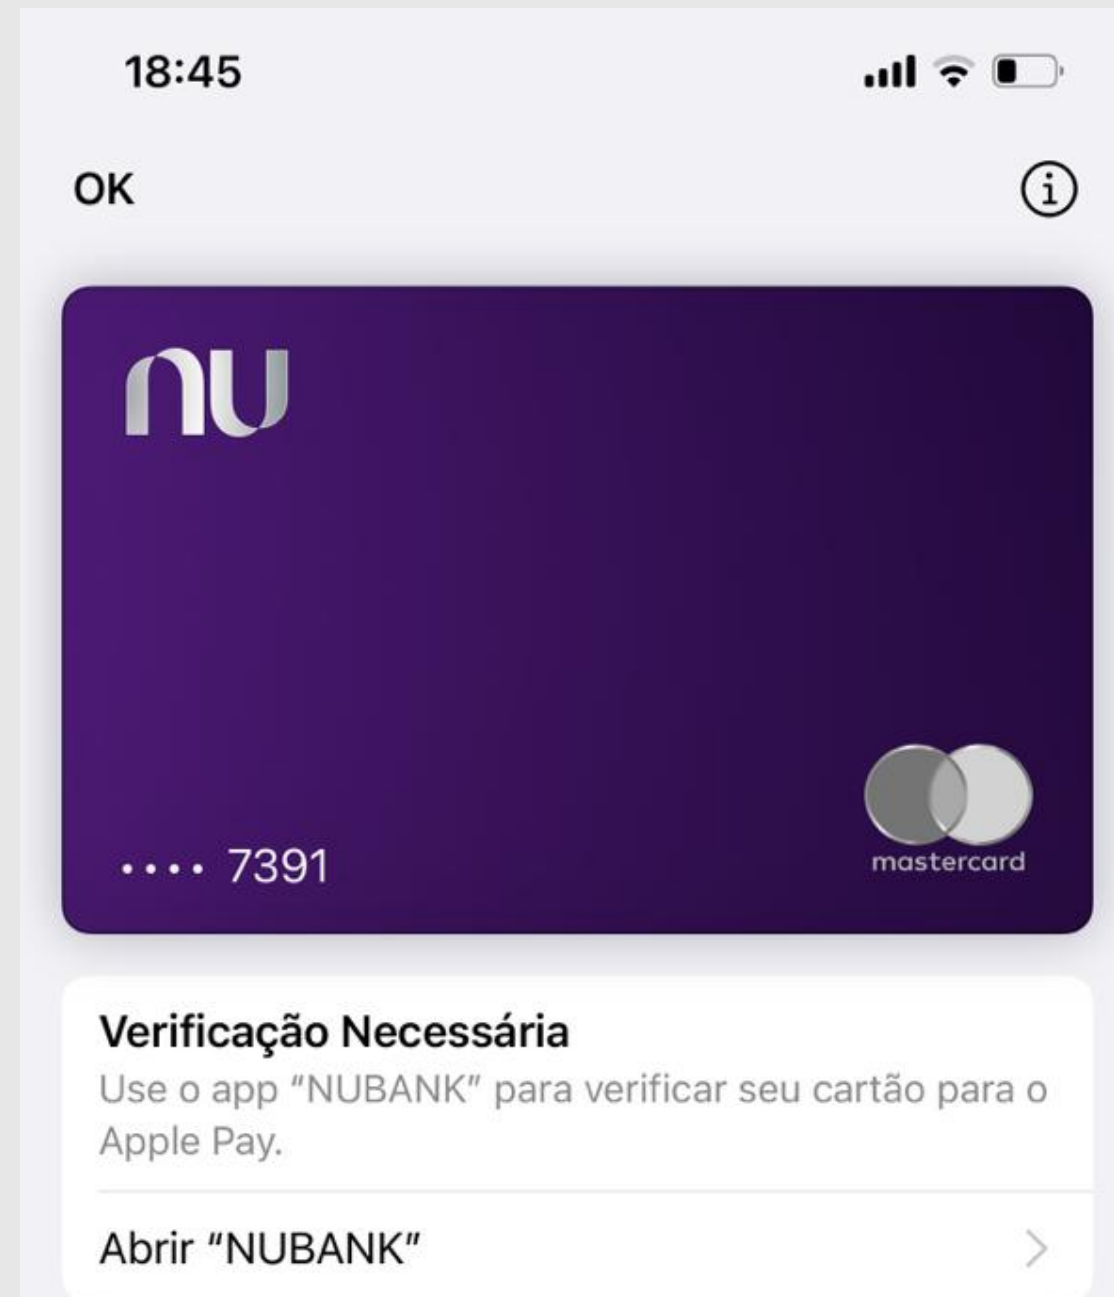 18:45
OK
nu
mastercard
•••• 7391
Verificação Necessária
Use o app “NUBANK” para verificar seu cartão para o
Apple Pay.
Abrir “NUBANK”